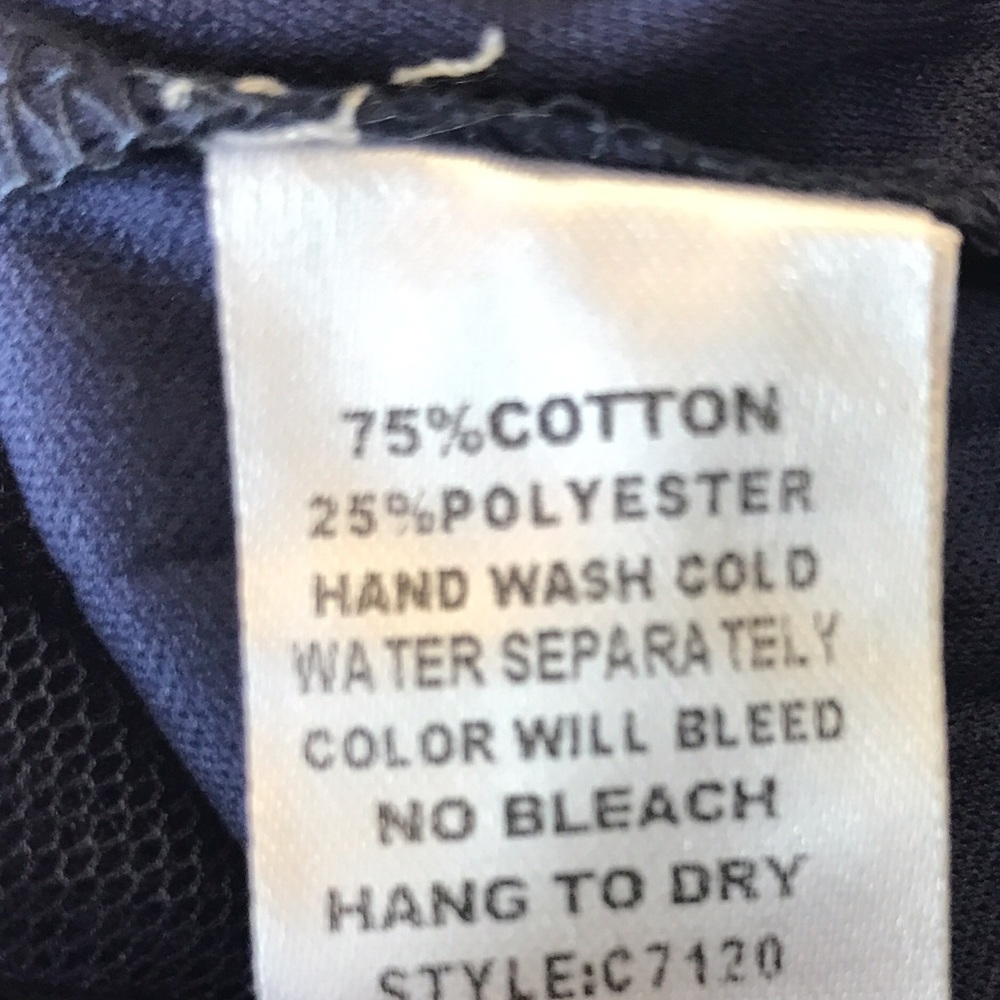 75%COTTON
25%POLYESTER
HAND WASH COLD
WATER SEPARATELY
COLOR WILL BLEED
NO BLEACH
HANG TO DRY
STYLE:C7120